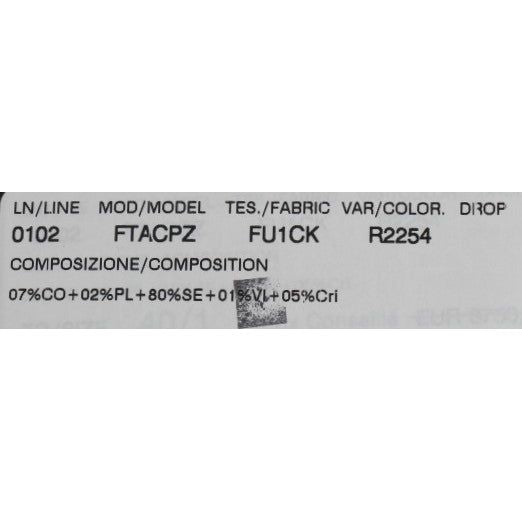 LN/LINE MOD/MODEL TES./FABRIC VAR/COLOR. DROP
0102 FTACPZ FU1CK R2254
COMPOSIZIONE/COMPOSITION
07%CO+02%PL+80%SE+01%VI+05%Cri